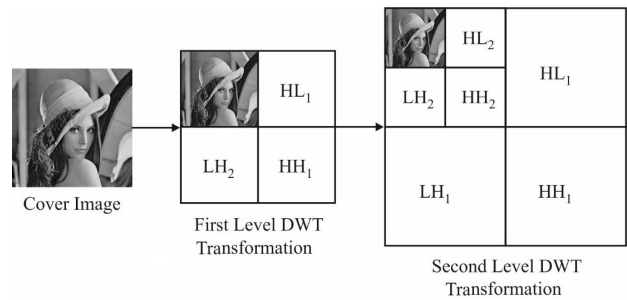 Cover Image
HL₁
LH₂
HH₁
First Level DWT
Transformation
HL₂
LH₂
HH₂
HL₁
LH₁
HH₁
Second Level DWT
Transformation